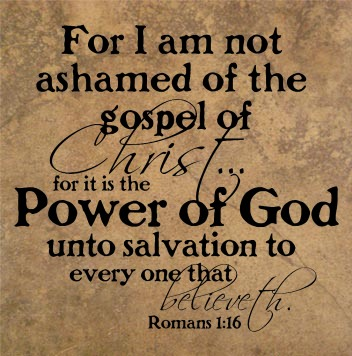 For I am not
ashamed of the
gospel of
Christ...
for it is the
Power of God
unto salvation to
every one that
believeth.
Romans 1:16